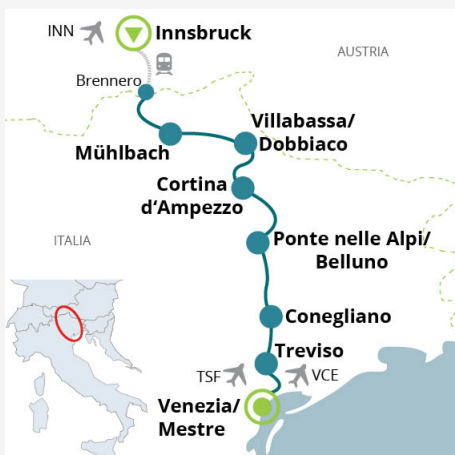 INN
Innsbruck
AUSTRIA
Brennero
Villabassa/
Dobbiaco
Mühlbach
Cortina
d‘Ampezzo
ITALIA
Ponte nelle Alpi/
Belluno
Conegliano
Treviso
TSF
VCE
Venezia/
Mestre